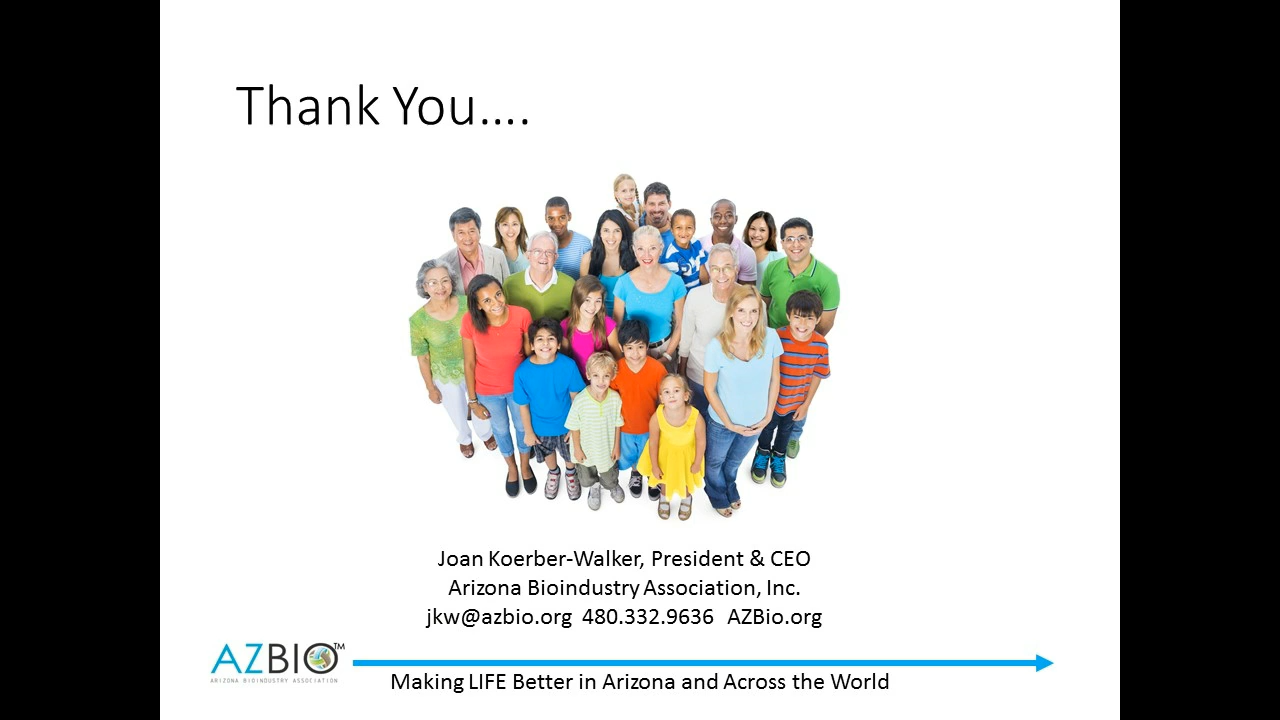 Thank You....
Joan Koerber-Walker, President & CEO
Arizona Bioindustry Association, Inc.
jkw@azbio.org 480.332.9636 AZBio.org
AZBIO™
ARIZONA BIOINDUSTRY ASSOCIATION
Making LIFE Better in Arizona and Across the World